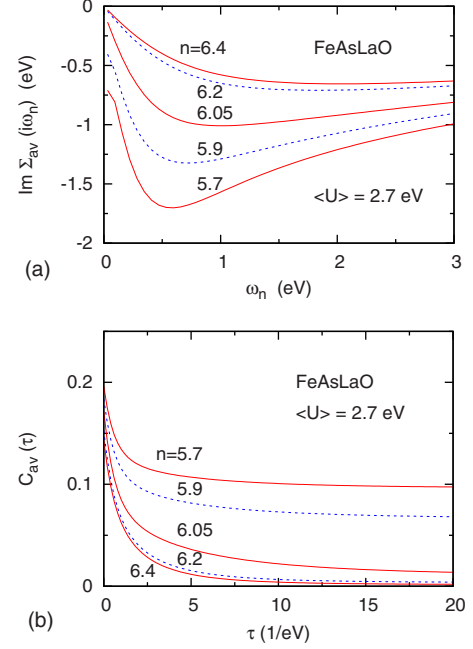 0
-0.5
-1
-1.5
-2
Im Σav (iωn) (eV)
n=6.4
FeAsLaO
6.2
6.05
5.9
5.7
<U> = 2.7 eV
0 1 2 3
(a)
ωn (eV)
0.2
0.1
0
Cav (τ)
FeAsLaO
<U> = 2.7 eV
n=5.7
5.9
6.05
6.2
6.4
0 5 10 15 20
(b)
τ (1/eV)